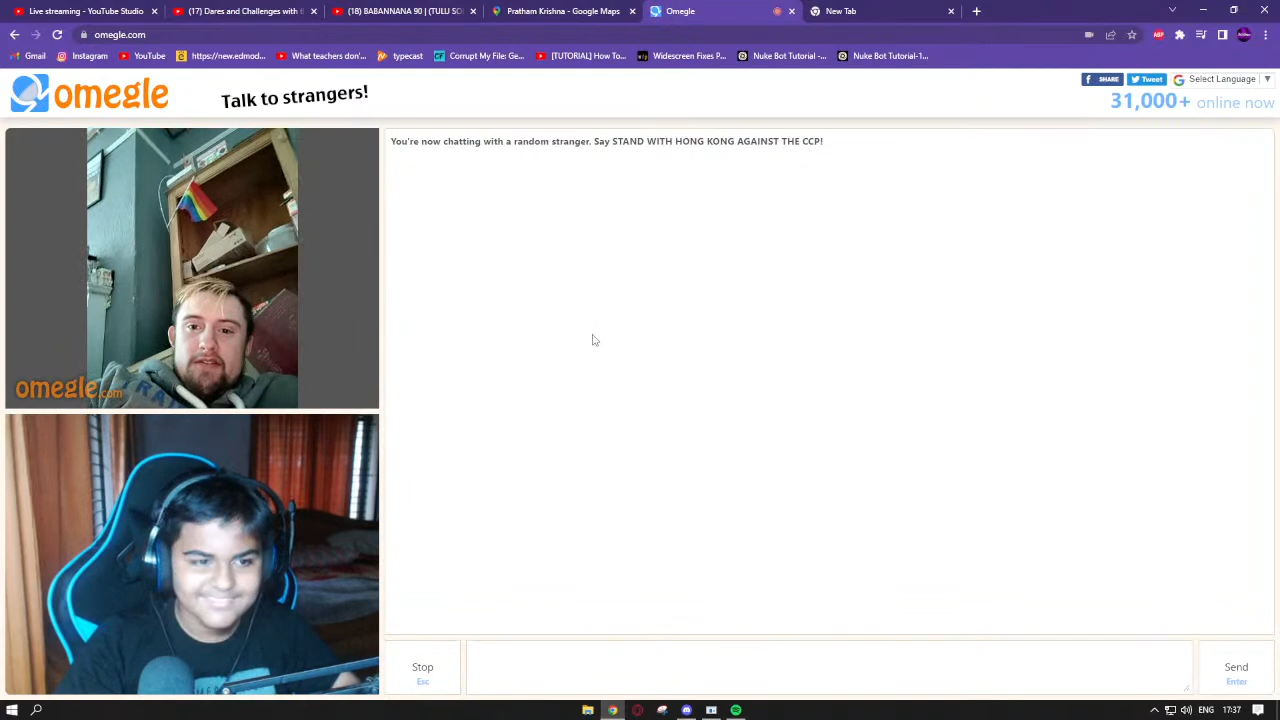 Live streaming - YouTube Studio
(17) Dares and Challenges with t
(18) BABANNANA 90 | (TULU SO
Pratham Krishna - Google Maps
Omegle
New Tab
omegle.com
Gmail
Instagram
YouTube
https://new.edmod...
What teachers don'...
typecast
Corrupt My File: Ge...
[TUTORIAL] How To...
Widescreen Fixes P...
Nuke Bot Tutorial -...
Nuke Bot Tutorial-1...
omegle
Talk to strangers!
SHARE
Tweet
Select Language
31,000+ online now
You're now chatting with a random stranger. Say STAND WITH HONG KONG AGAINST THE CCP!
omegle.com
Stop
Esc
Send
Enter
ENG
17:37